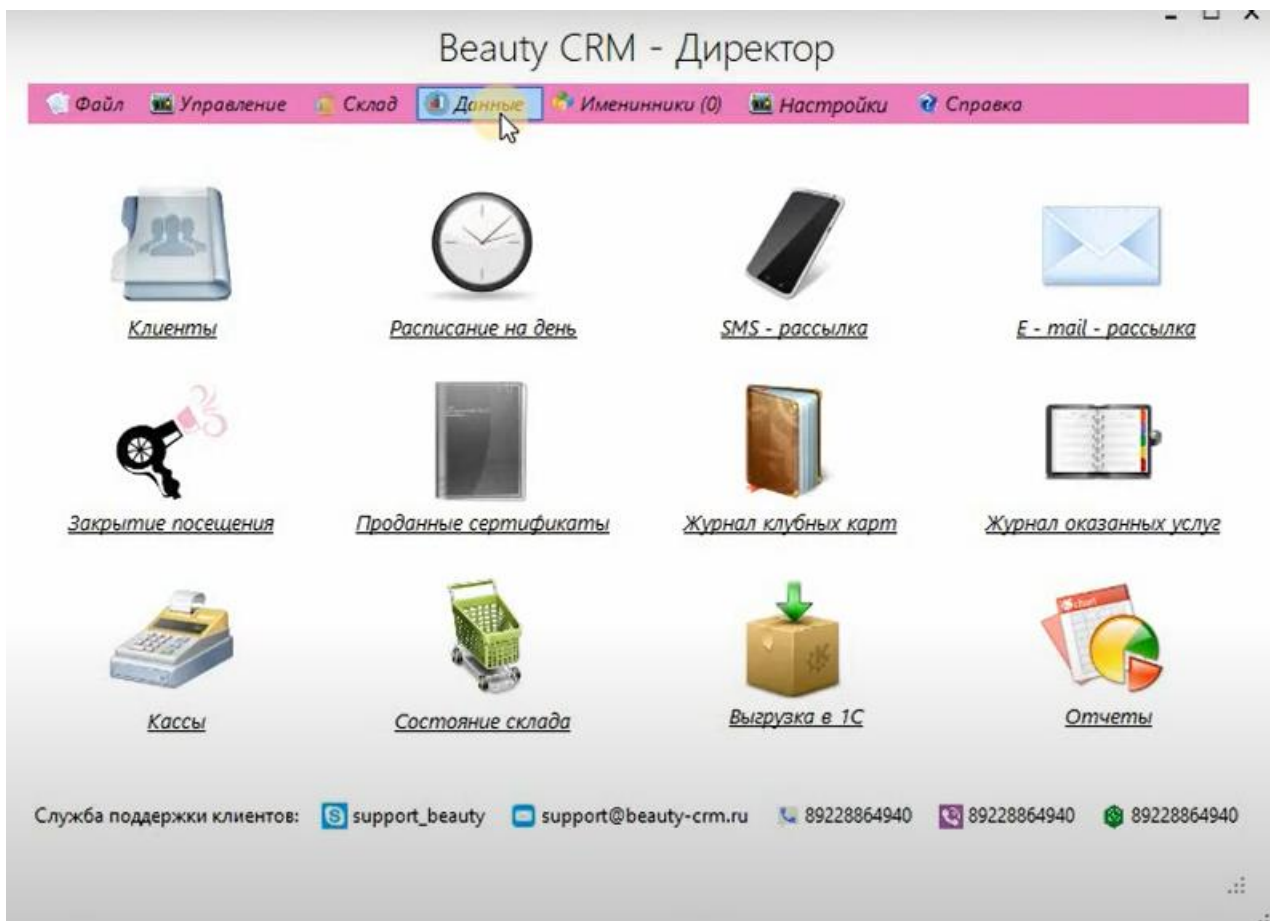 Beauty CRM - Директор
Файл Управление Склад Данные Именинники (0) Настройки Справка
Клиенты Расписание на день SMS - рассылка E - mail - рассылка
Закрытие посещения Проданные сертификаты Журнал клубных карт Журнал оказанных услуг
Кассы Состояние склада Выгрузка в 1С Отчеты
Служба поддержки клиентов: support_beauty support@beauty-crm.ru 89228864940 89228864940 89228864940